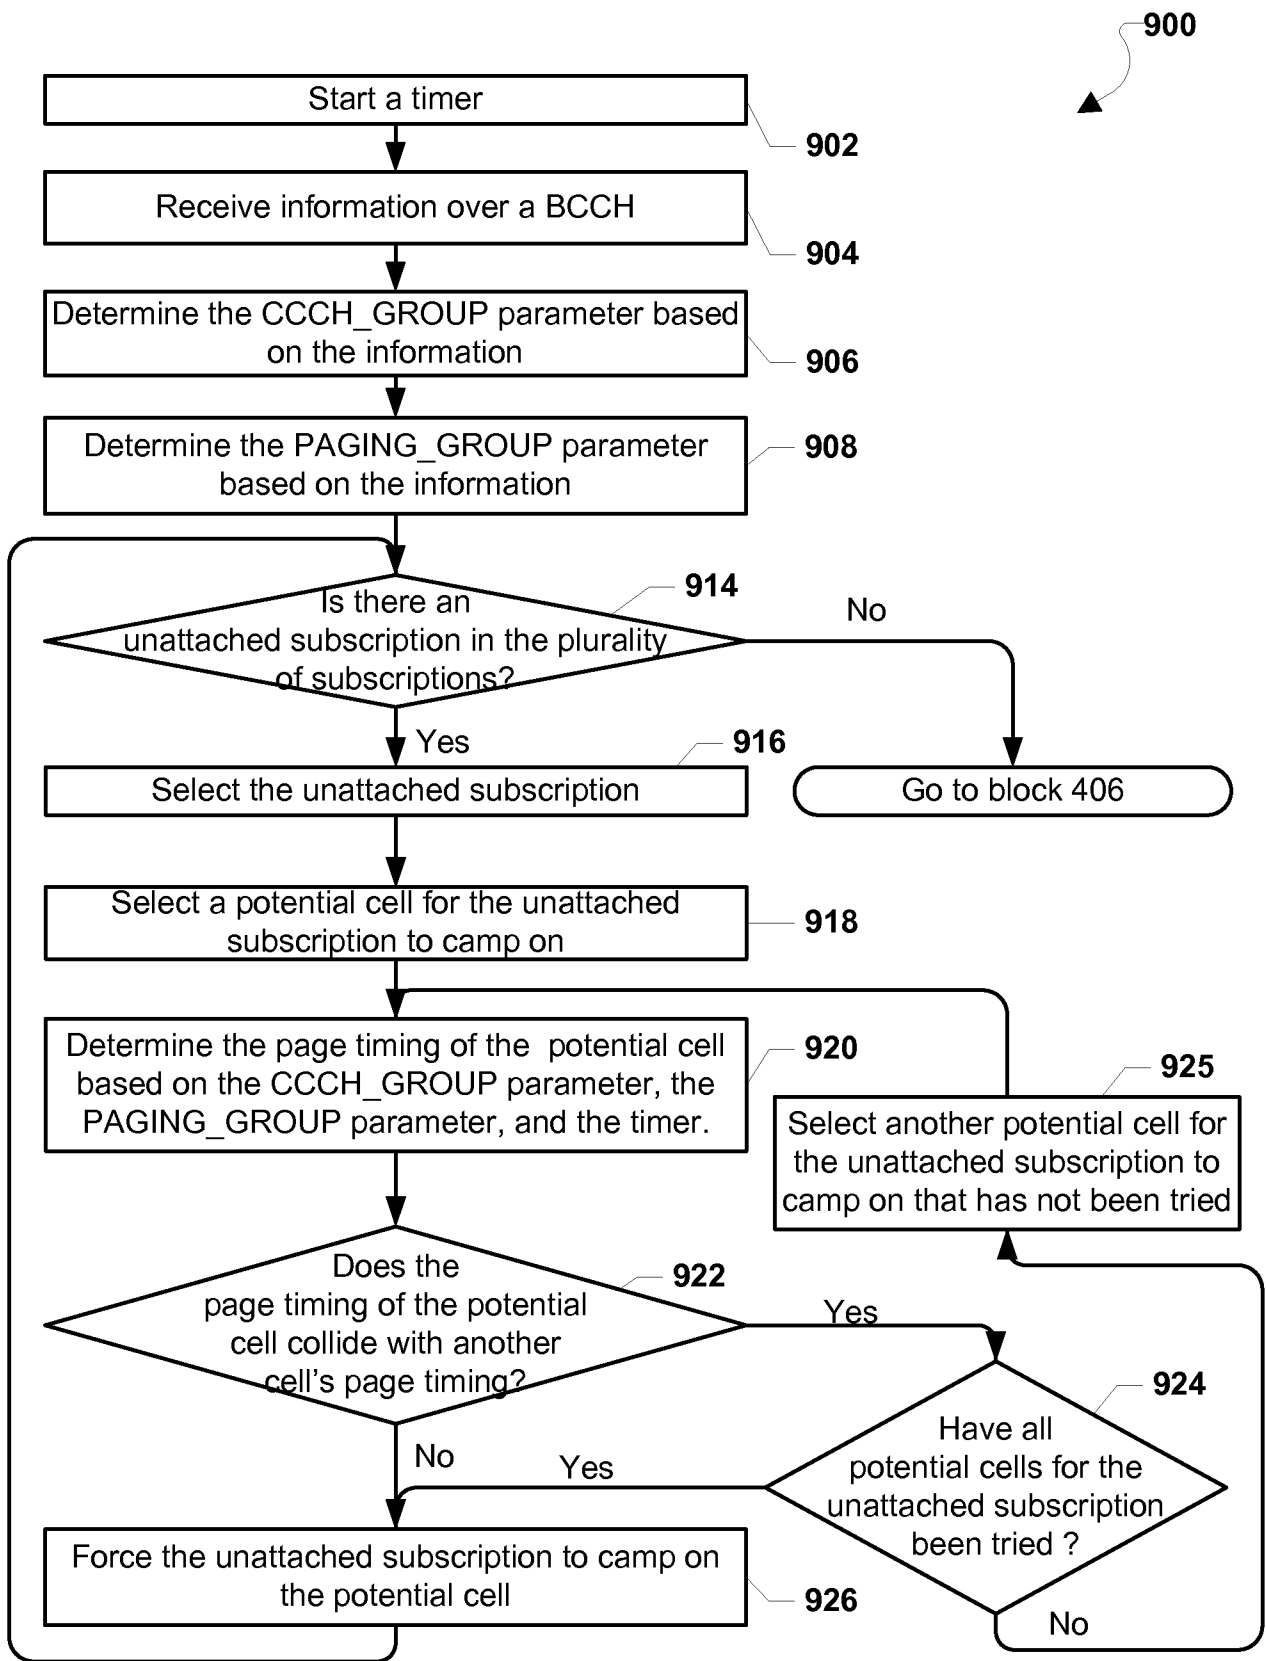 900
Start a timer
902
Receive information over a BCCH
904
Determine the CCCH_GROUP parameter based
on the information
906
Determine the PAGING_GROUP parameter
based on the information
908
Is there an
unattached subscription in the plurality
of subscriptions?
914
No
Yes
916
Select the unattached subscription
Go to block 406
Select a potential cell for the unattached
subscription to camp on
918
Determine the page timing of the potential cell
based on the CCCH_GROUP parameter, the
PAGING_GROUP parameter, and the timer.
920
925
Select another potential cell for
the unattached subscription to
camp on that has not been tried
Does the
page timing of the potential
cell collide with another
cell's page timing?
922
Yes
924
Have all
potential cells for the
unattached subscription
been tried ?
No
Yes
Force the unattached subscription to camp on
the potential cell
926
No